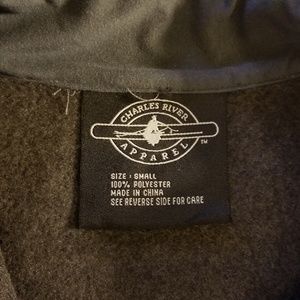 CHARLES RIVER
APPAREL
TM
SIZE : SMALL
100% POLYESTER
MADE IN CHINA
SEE REVERSE SIDE FOR CARE